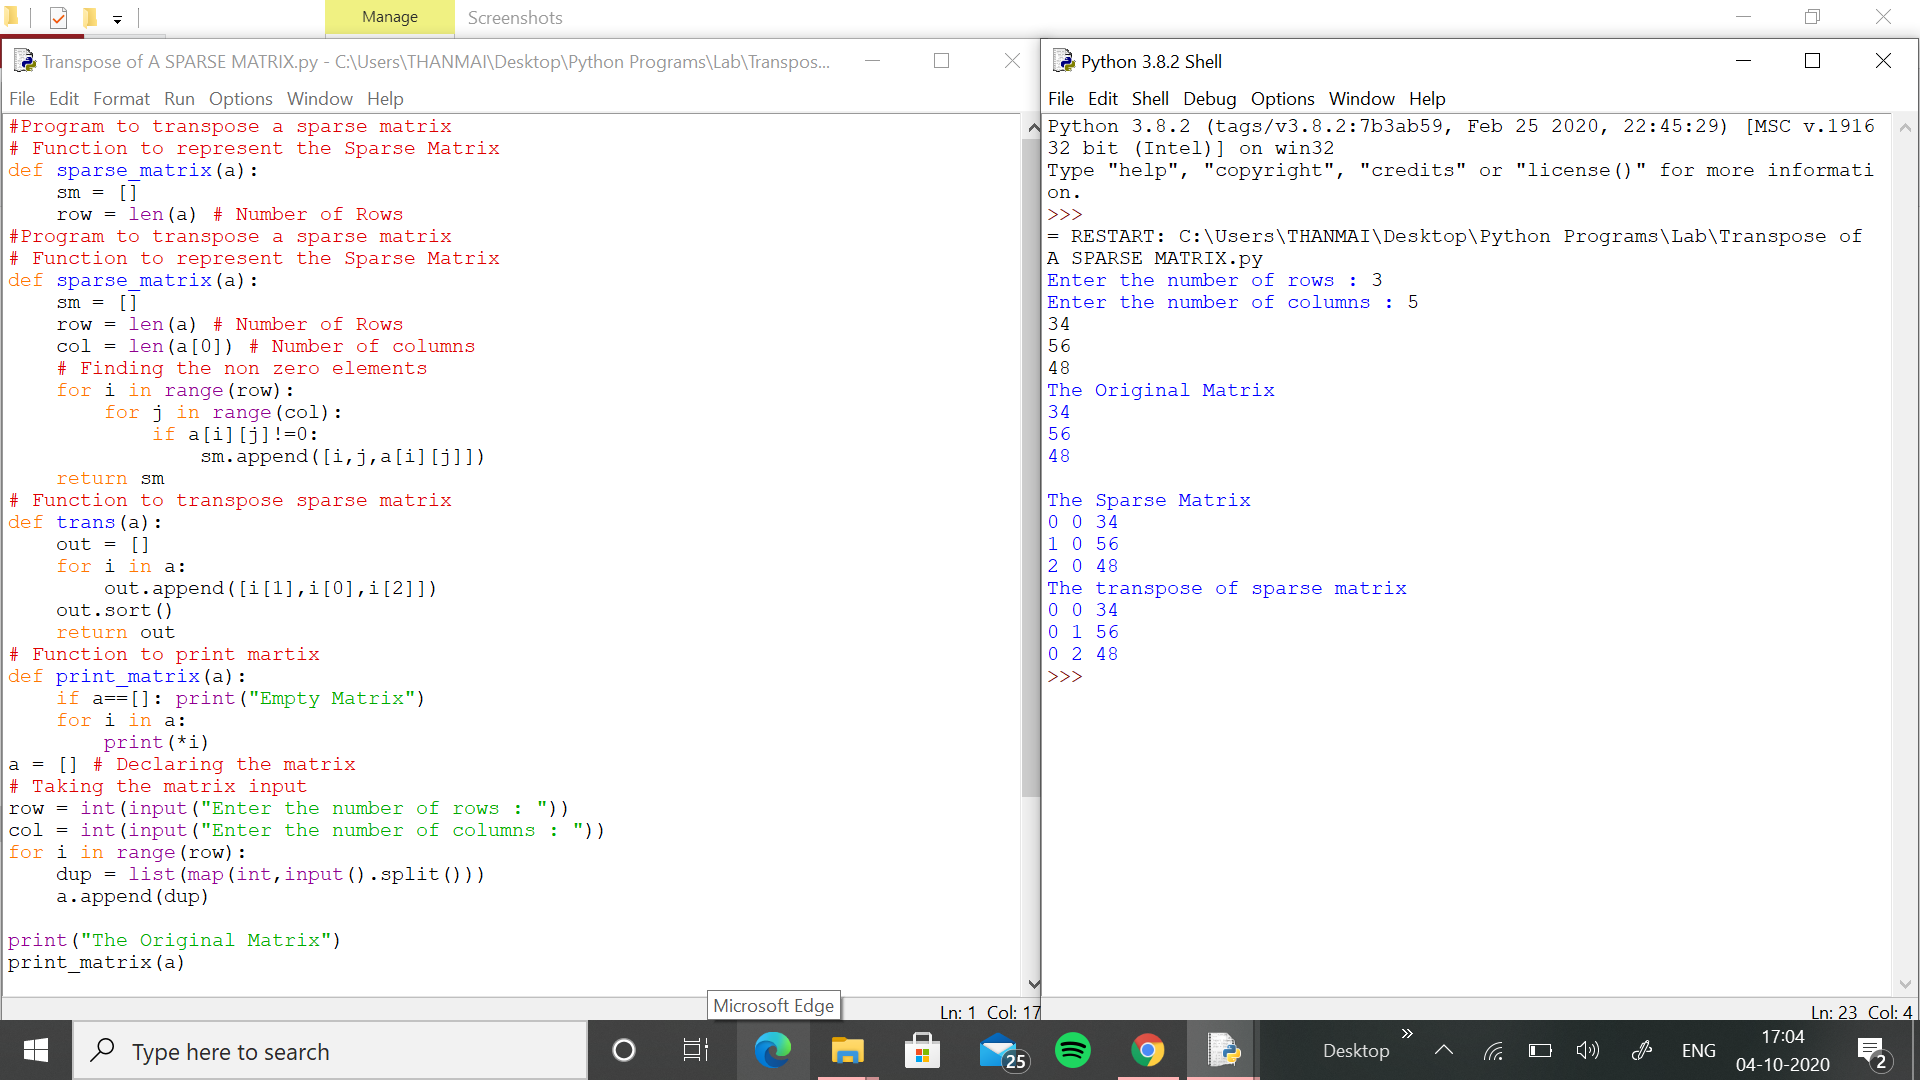 Manage
Screenshots
Transpose of A SPARSE MATRIX.py - C:\Users\THANMAI\Desktop\Python Programs\Lab\Transpos...
File Edit Format Run Options Window Help
#Program to transpose a sparse matrix
# Function to represent the Sparse Matrix
def sparse_matrix(a):
    sm = []
    row = len(a) # Number of Rows
#Program to transpose a sparse matrix
# Function to represent the Sparse Matrix
def sparse_matrix(a):
    sm = []
    row = len(a) # Number of Rows
    col = len(a[0]) # Number of columns
    # Finding the non zero elements
    for i in range(row):
        for j in range(col):
            if a[i][j]!=0:
                sm.append([i,j,a[i][j]])
    return sm
# Function to transpose sparse matrix
def trans(a):
    out = []
    for i in a:
        out.append([i[1],i[0],i[2]])
    out.sort()
    return out
# Function to print martix
def print_matrix(a):
    if a==[]: print("Empty Matrix")
    for i in a:
        print(*i)
a = [] # Declaring the matrix
# Taking the matrix input
row = int(input("Enter the number of rows : "))
col = int(input("Enter the number of columns : "))
for i in range(row):
    dup = list(map(int,input().split()))
    a.append(dup)
print("The Original Matrix")
print_matrix(a)
Ln: 1 Col: 17
Python 3.8.2 Shell
File Edit Shell Debug Options Window Help
Python 3.8.2 (tags/v3.8.2:7b3ab59, Feb 25 2020, 22:45:29) [MSC v.1916
32 bit (Intel)] on win32
Type "help", "copyright", "credits" or "license()" for more informati
on.
>>>
= RESTART: C:\Users\THANMAI\Desktop\Python Programs\Lab\Transpose of
A SPARSE MATRIX.py
Enter the number of rows : 3
Enter the number of columns : 5
34
56
48
The Original Matrix
34
56
48
The Sparse Matrix
0 0 34
1 0 56
2 0 48
The transpose of sparse matrix
0 0 34
0 1 56
0 2 48
>>>
Ln: 23 Col: 4
Microsoft Edge
Type here to search
25
Desktop
ENG
17:04
04-10-2020
2